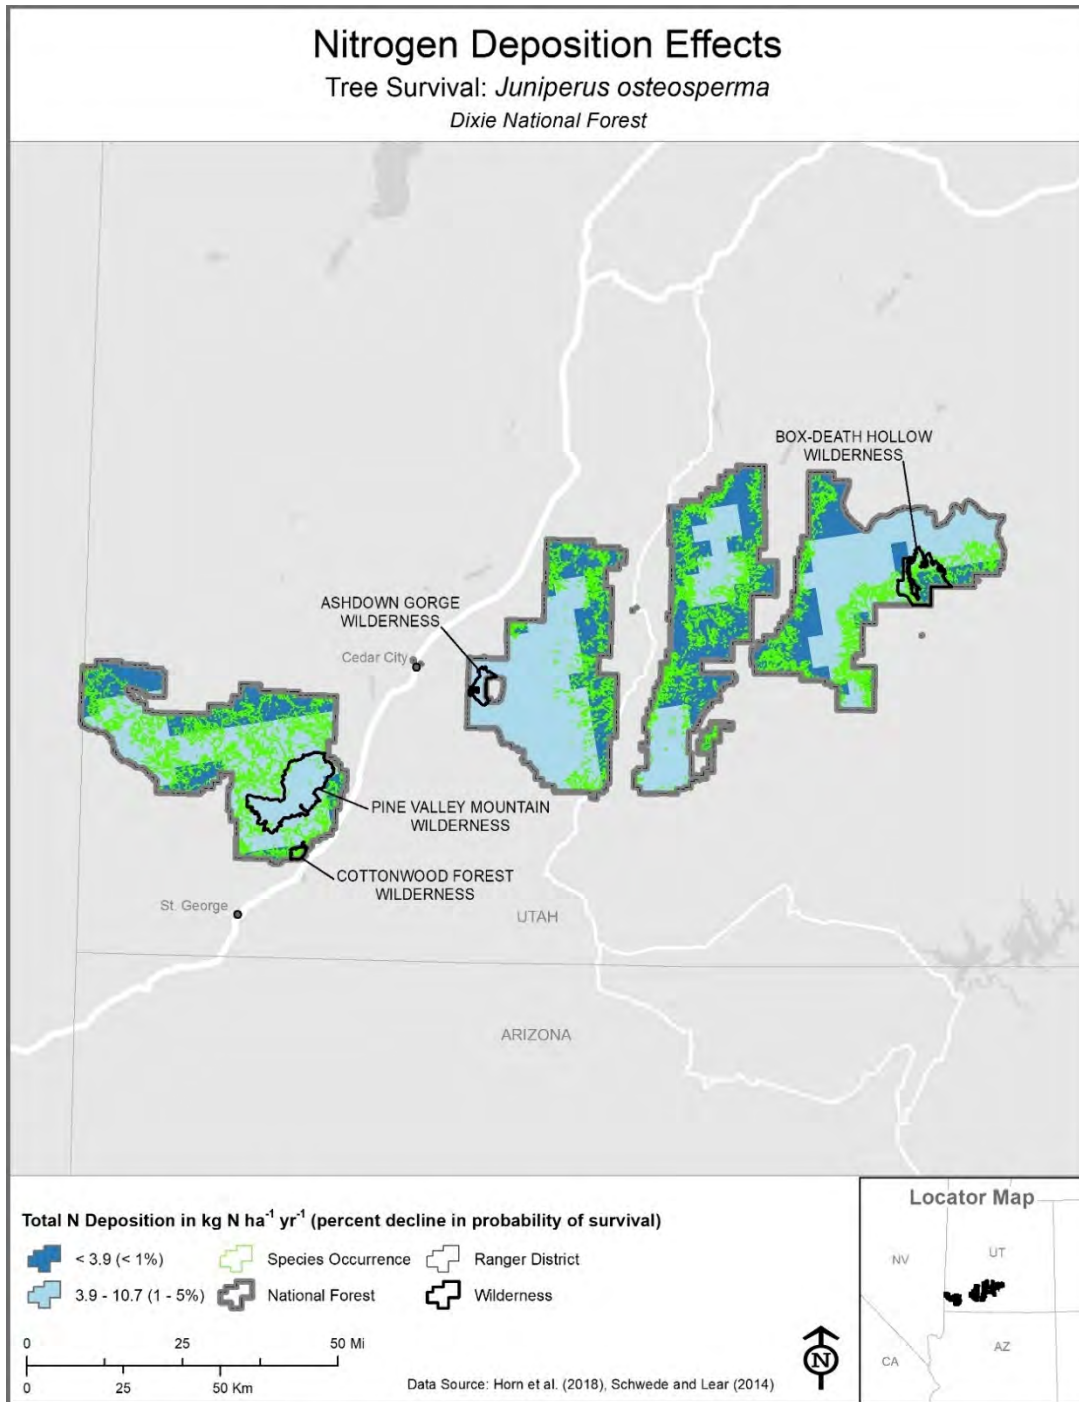 Nitrogen Deposition Effects
Tree Survival: Juniperus osteosperma
Dixie National Forest
BOX-DEATH HOLLOW
WILDERNESS
ASHDOWN GORGE
WILDERNESS
Cedar City
PINE VALLEY MOUNTAIN
WILDERNESS
COTTONWOOD FOREST
WILDERNESS
St. George
UTAH
ARIZONA
Total N Deposition in kg N ha⁻¹ yr⁻¹ (percent decline in probability of survival)
< 3.9 (< 1%)
Species Occurrence
Ranger District
3.9 - 10.7 (1 - 5%)
National Forest
Wilderness
0 25 50 Mi
0 25 50 Km
N
Data Source: Horn et al. (2018), Schwede and Lear (2014)
Locator Map
NV
UT
CA
AZ